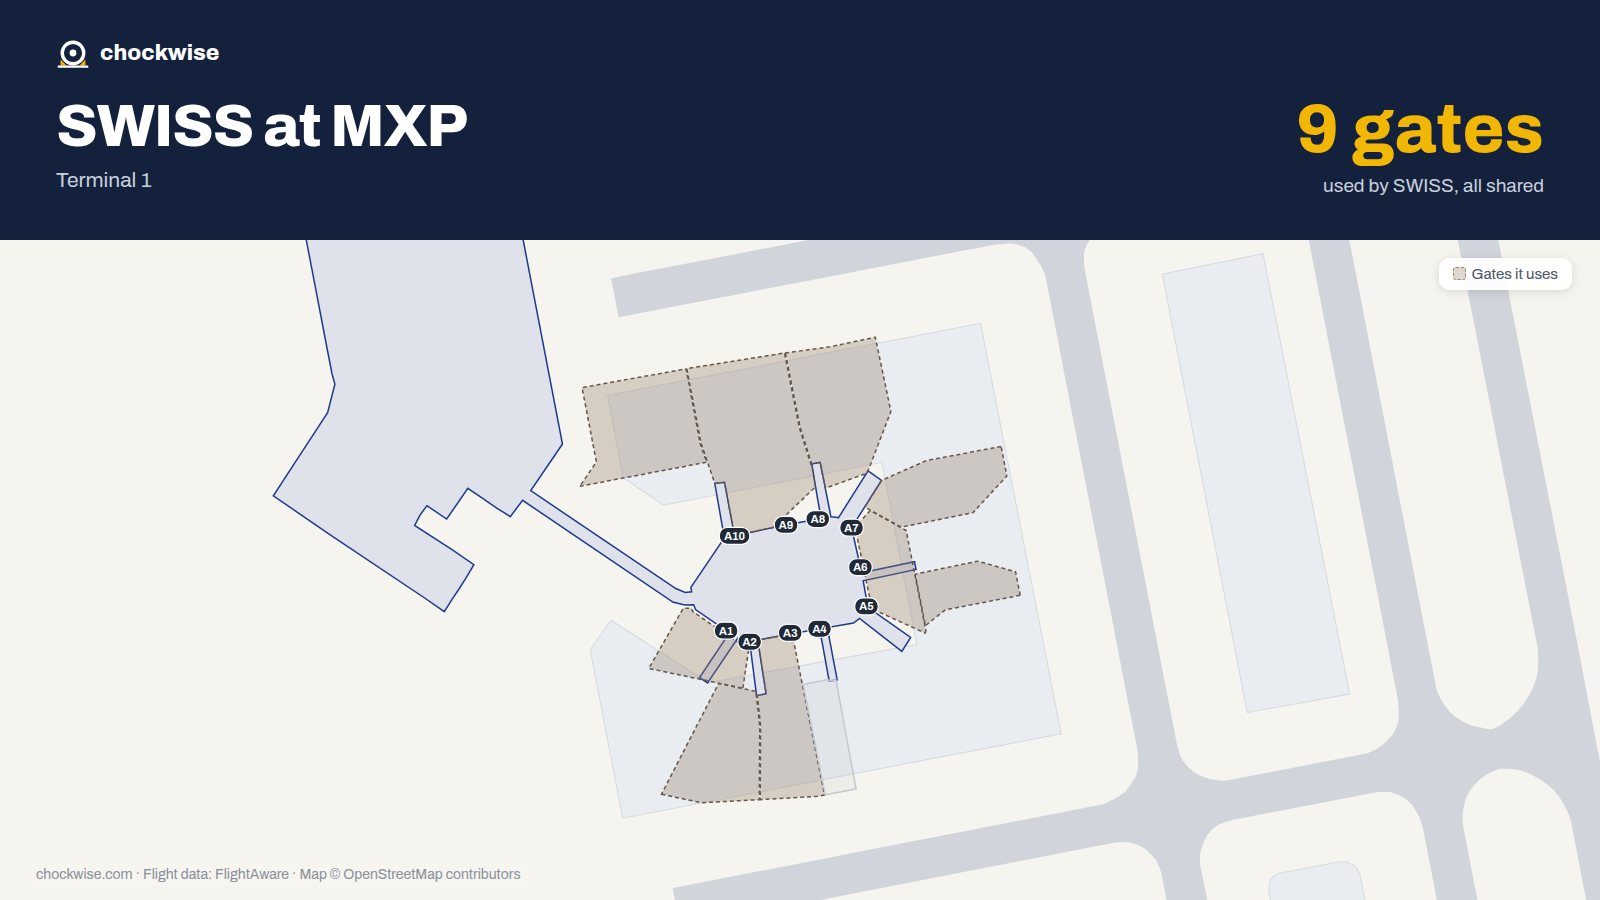 chockwise
SWISS at MXP
Terminal 1
9 gates
used by SWISS, all shared
Gates it uses
A10
A9
A8
A7
A6
A5
A1
A2
A3
A4
chockwise.com · Flight data: FlightAware · Map © OpenStreetMap contributors